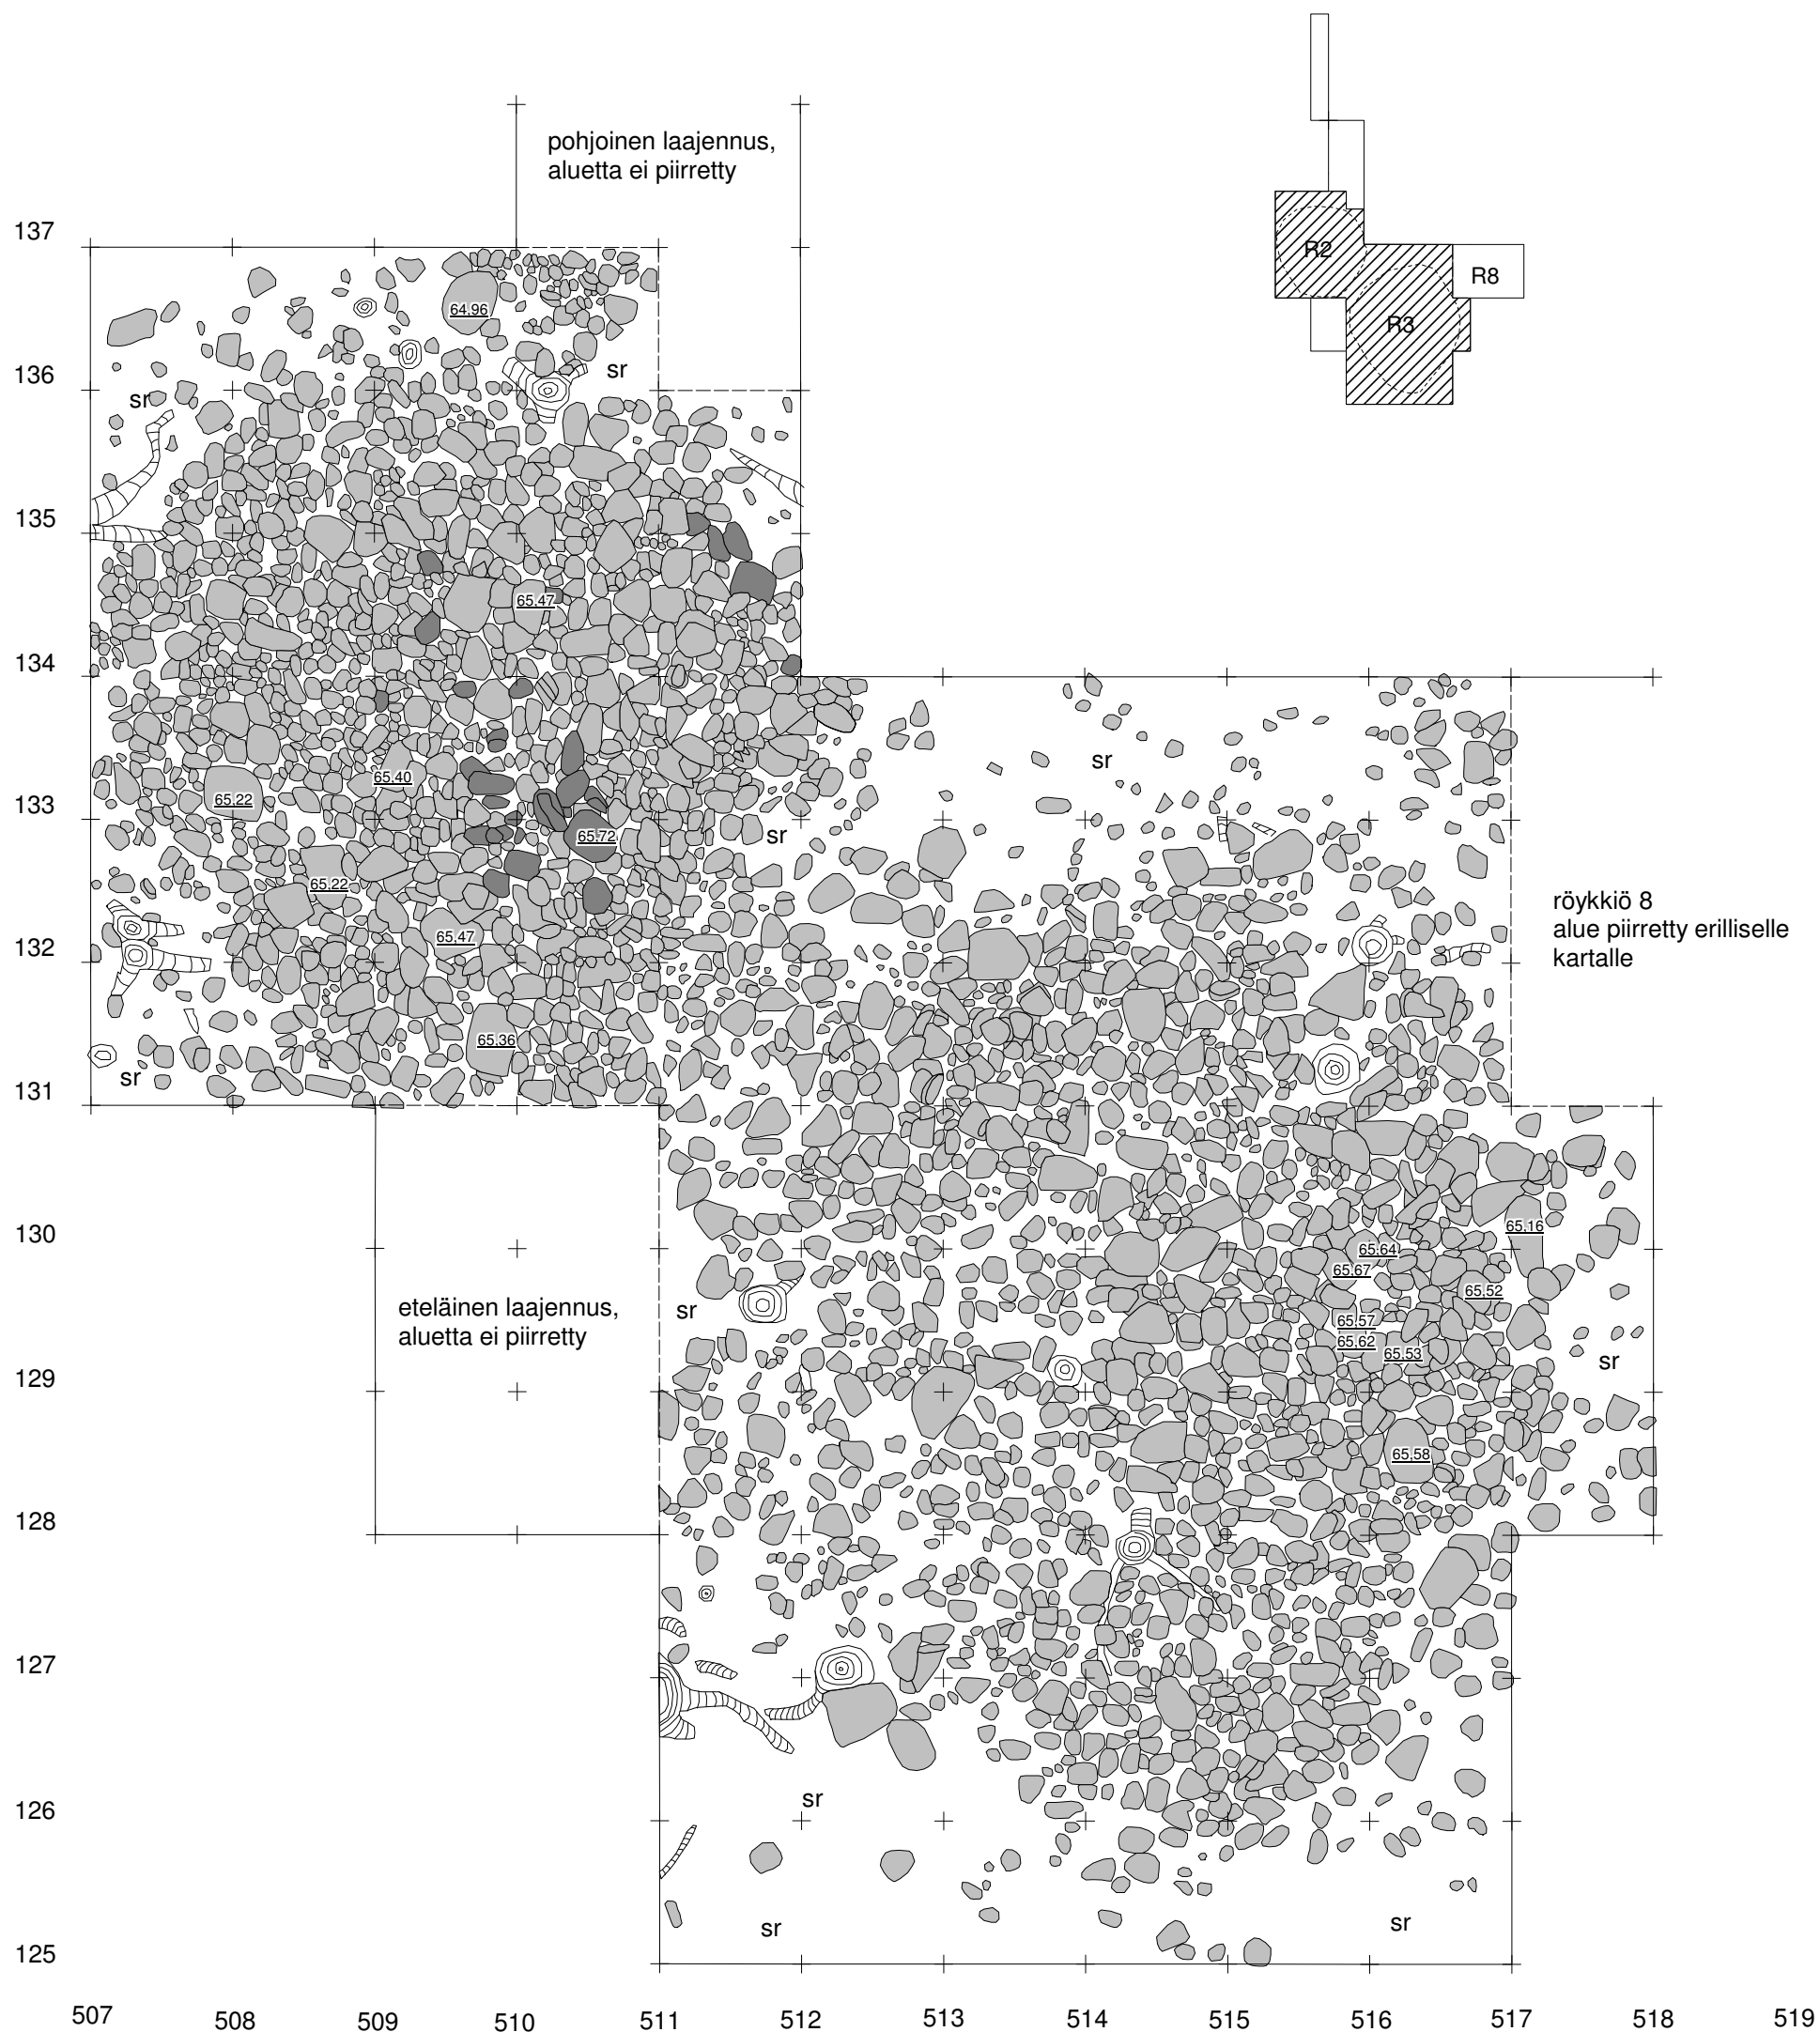 pohjoinen laajennus,
aluetta ei piirretty
137
R2
R8
64.96
R3
136
sr
sr
135
65.47
134
sr
65.40
65.22
133
sr
65.72
65.22
röykkiö 8
alue piirretty erilliselle
kartalle
65.47
132
65.36
sr
131
65.16
130
65.64
65.67
65.52
eteläinen laajennus,
aluetta ei piirretty
sr
65.57
65.62
65.53
sr
129
65.58
128
127
sr
126
sr
sr
125
507
508
509
510
511
512
513
514
515
516
517
518
519